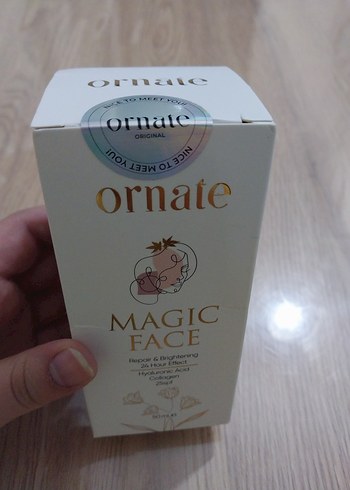 ornate
NICE TO MEET YOU!
ornate
ORIGINAL
NICE TO MEET YOU!
ornate
MAGIC
FACE
Repair & Brightening
24 Hour Effect
Hyaluronic Acid
Collagen